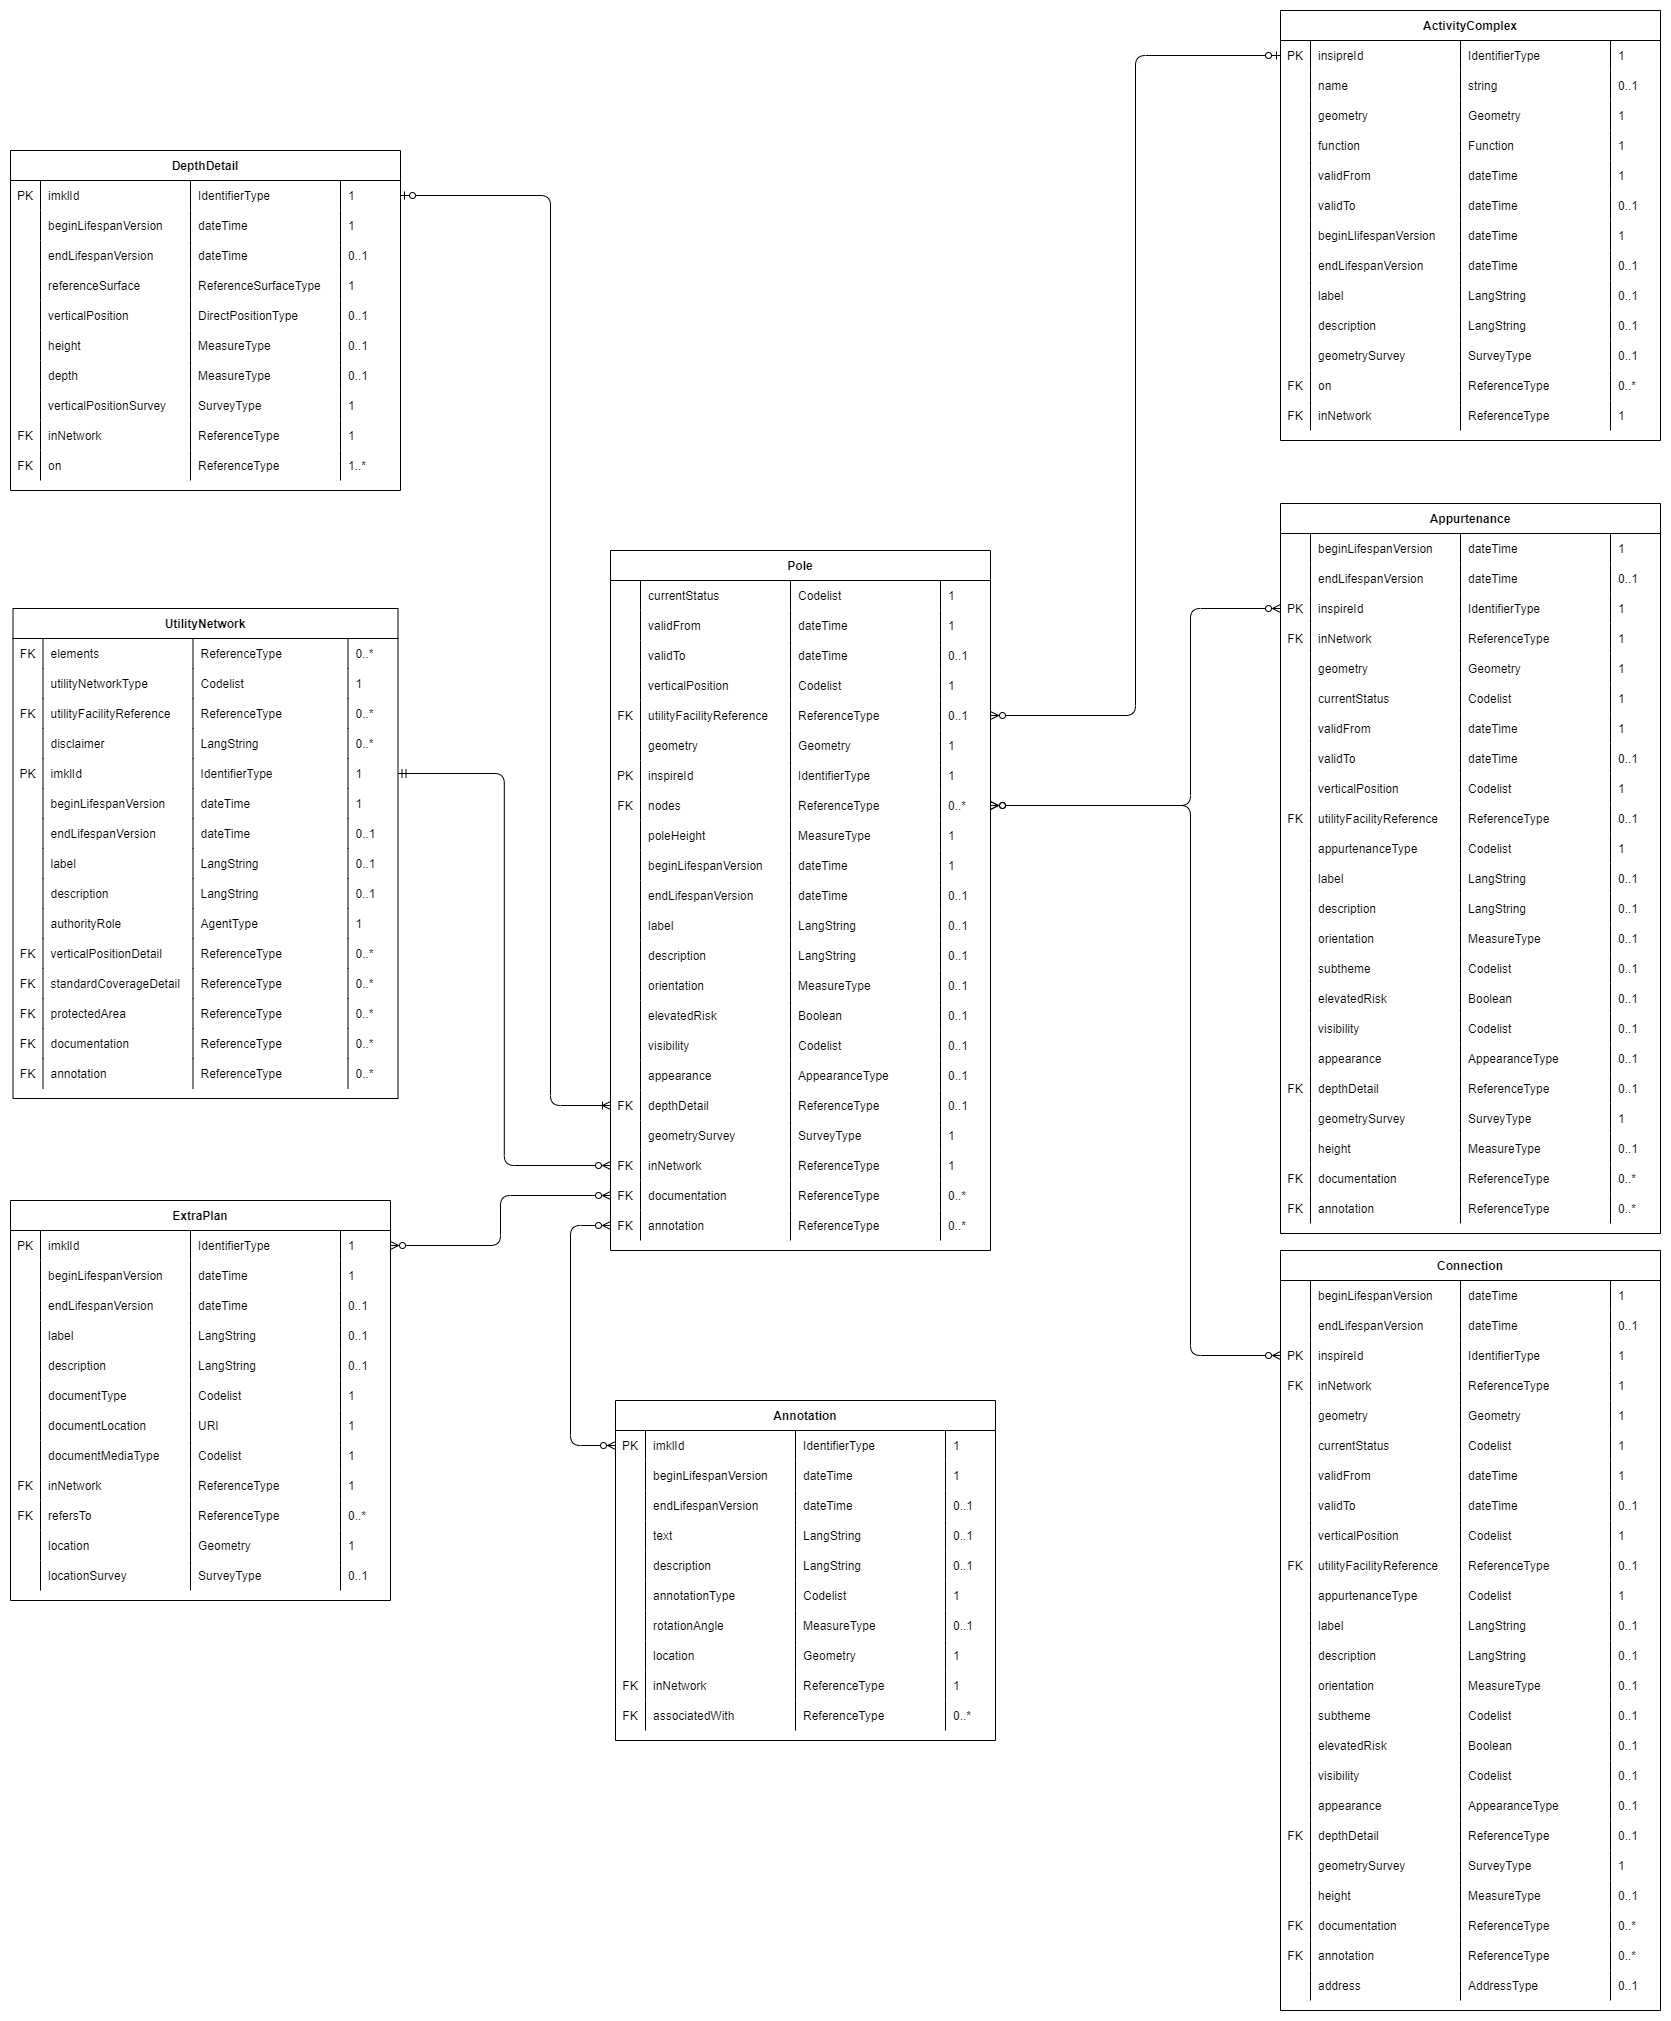 ActivityComplex
PK insipreId IdentifierType 1
name string 0..1
geometry Geometry 1
function Function 1
validFrom dateTime 1
validTo dateTime 0..1
beginLlifespanVersion dateTime 1
endLifespanVersion dateTime 0..1
label LangString 0..1
description LangString 0..1
geometrySurvey SurveyType 0..1
FK on ReferenceType 0..*
FK inNetwork ReferenceType 1
DepthDetail
PK imklId IdentifierType 1
beginLifespanVersion dateTime 1
endLifespanVersion dateTime 0..1
referenceSurface ReferenceSurfaceType 1
verticalPosition DirectPositionType 0..1
height MeasureType 0..1
depth MeasureType 0..1
verticalPositionSurvey SurveyType 1
FK inNetwork ReferenceType 1
FK on ReferenceType 1..*
UtilityNetwork
FK elements ReferenceType 0..*
utilityNetworkType Codelist 1
FK utilityFacilityReference ReferenceType 0..*
disclaimer LangString 0..*
PK imklId IdentifierType 1
beginLifespanVersion dateTime 1
endLifespanVersion dateTime 0..1
label LangString 0..1
description LangString 0..1
authorityRole AgentType 1
FK verticalPositionDetail ReferenceType 0..*
FK standardCoverageDetail ReferenceType 0..*
FK protectedArea ReferenceType 0..*
FK documentation ReferenceType 0..*
FK annotation ReferenceType 0..*
Pole
currentStatus Codelist 1
validFrom dateTime 1
validTo dateTime 0..1
verticalPosition Codelist 1
FK utilityFacilityReference ReferenceType 0..1
geometry Geometry 1
PK inspireId IdentifierType 1
FK nodes ReferenceType 0..*
poleHeight MeasureType 1
beginLifespanVersion dateTime 1
endLifespanVersion dateTime 0..1
label LangString 0..1
description LangString 0..1
orientation MeasureType 0..1
elevatedRisk Boolean 0..1
visibility Codelist 0..1
appearance AppearanceType 0..1
FK depthDetail ReferenceType 0..1
geometrySurvey SurveyType 1
FK inNetwork ReferenceType 1
FK documentation ReferenceType 0..*
FK annotation ReferenceType 0..*
Appurtenance
beginLifespanVersion dateTime 1
endLifespanVersion dateTime 0..1
PK inspireId IdentifierType 1
FK inNetwork ReferenceType 1
geometry Geometry 1
currentStatus Codelist 1
validFrom dateTime 1
validTo dateTime 0..1
verticalPosition Codelist 1
FK utilityFacilityReference ReferenceType 0..1
appurtenanceType Codelist 1
label LangString 0..1
description LangString 0..1
orientation MeasureType 0..1
subtheme Codelist 0..1
elevatedRisk Boolean 0..1
visibility Codelist 0..1
appearance AppearanceType 0..1
FK depthDetail ReferenceType 0..1
geometrySurvey SurveyType 1
height MeasureType 0..1
FK documentation ReferenceType 0..*
FK annotation ReferenceType 0..*
ExtraPlan
PK imklId IdentifierType 1
beginLifespanVersion dateTime 1
endLifespanVersion dateTime 0..1
label LangString 0..1
description LangString 0..1
documentType Codelist 1
documentLocation URI 1
documentMediaType Codelist 1
FK inNetwork ReferenceType 1
FK refersTo ReferenceType 0..*
location Geometry 1
locationSurvey SurveyType 0..1
Annotation
PK imklId IdentifierType 1
beginLifespanVersion dateTime 1
endLifespanVersion dateTime 0..1
text LangString 0..1
description LangString 0..1
annotationType Codelist 1
rotationAngle MeasureType 0..1
location Geometry 1
FK inNetwork ReferenceType 1
FK associatedWith ReferenceType 0..*
Connection
beginLifespanVersion dateTime 1
endLifespanVersion dateTime 0..1
PK inspireId IdentifierType 1
FK inNetwork ReferenceType 1
geometry Geometry 1
currentStatus Codelist 1
validFrom dateTime 1
validTo dateTime 0..1
verticalPosition Codelist 1
FK utilityFacilityReference ReferenceType 0..1
appurtenanceType Codelist 1
label LangString 0..1
description LangString 0..1
orientation MeasureType 0..1
subtheme Codelist 0..1
elevatedRisk Boolean 0..1
visibility Codelist 0..1
appearance AppearanceType 0..1
FK depthDetail ReferenceType 0..1
geometrySurvey SurveyType 1
height MeasureType 0..1
FK documentation ReferenceType 0..*
FK annotation ReferenceType 0..*
address AddressType 0..1